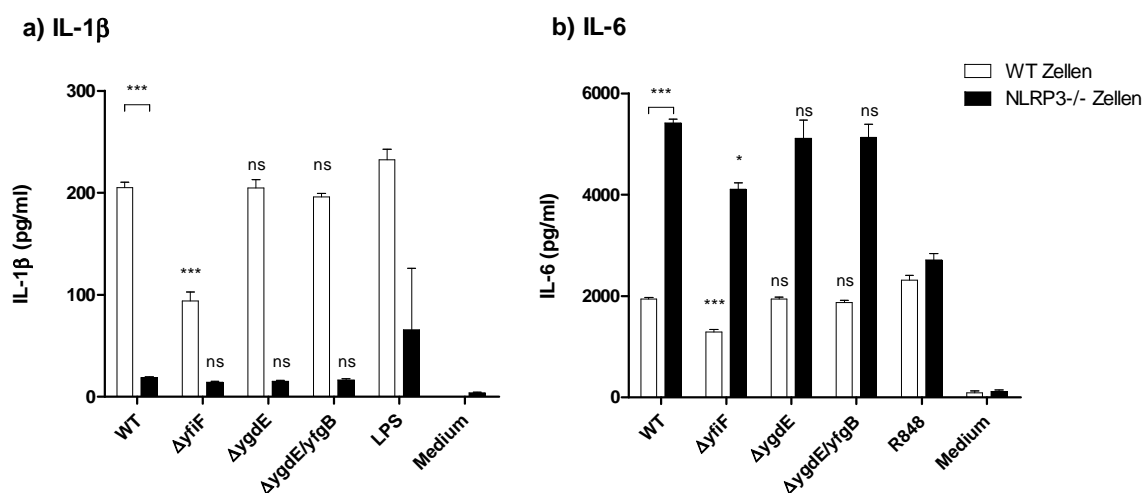 a) IL-1β
b) IL-6
WT Zellen
NLRP3-/- Zellen
IL-1β (pg/ml)
300
200
100
0
***
***
ns
ns
ns
ns
ns
WT
ΔyfiF
ΔygdE
ΔygdE/yfgB
LPS
Medium
IL-6 (pg/ml)
6000
4000
2000
0
***
***
*
ns
ns
ns
ns
WT
ΔyfiF
ΔygdE
ΔygdE/yfgB
R848
Medium